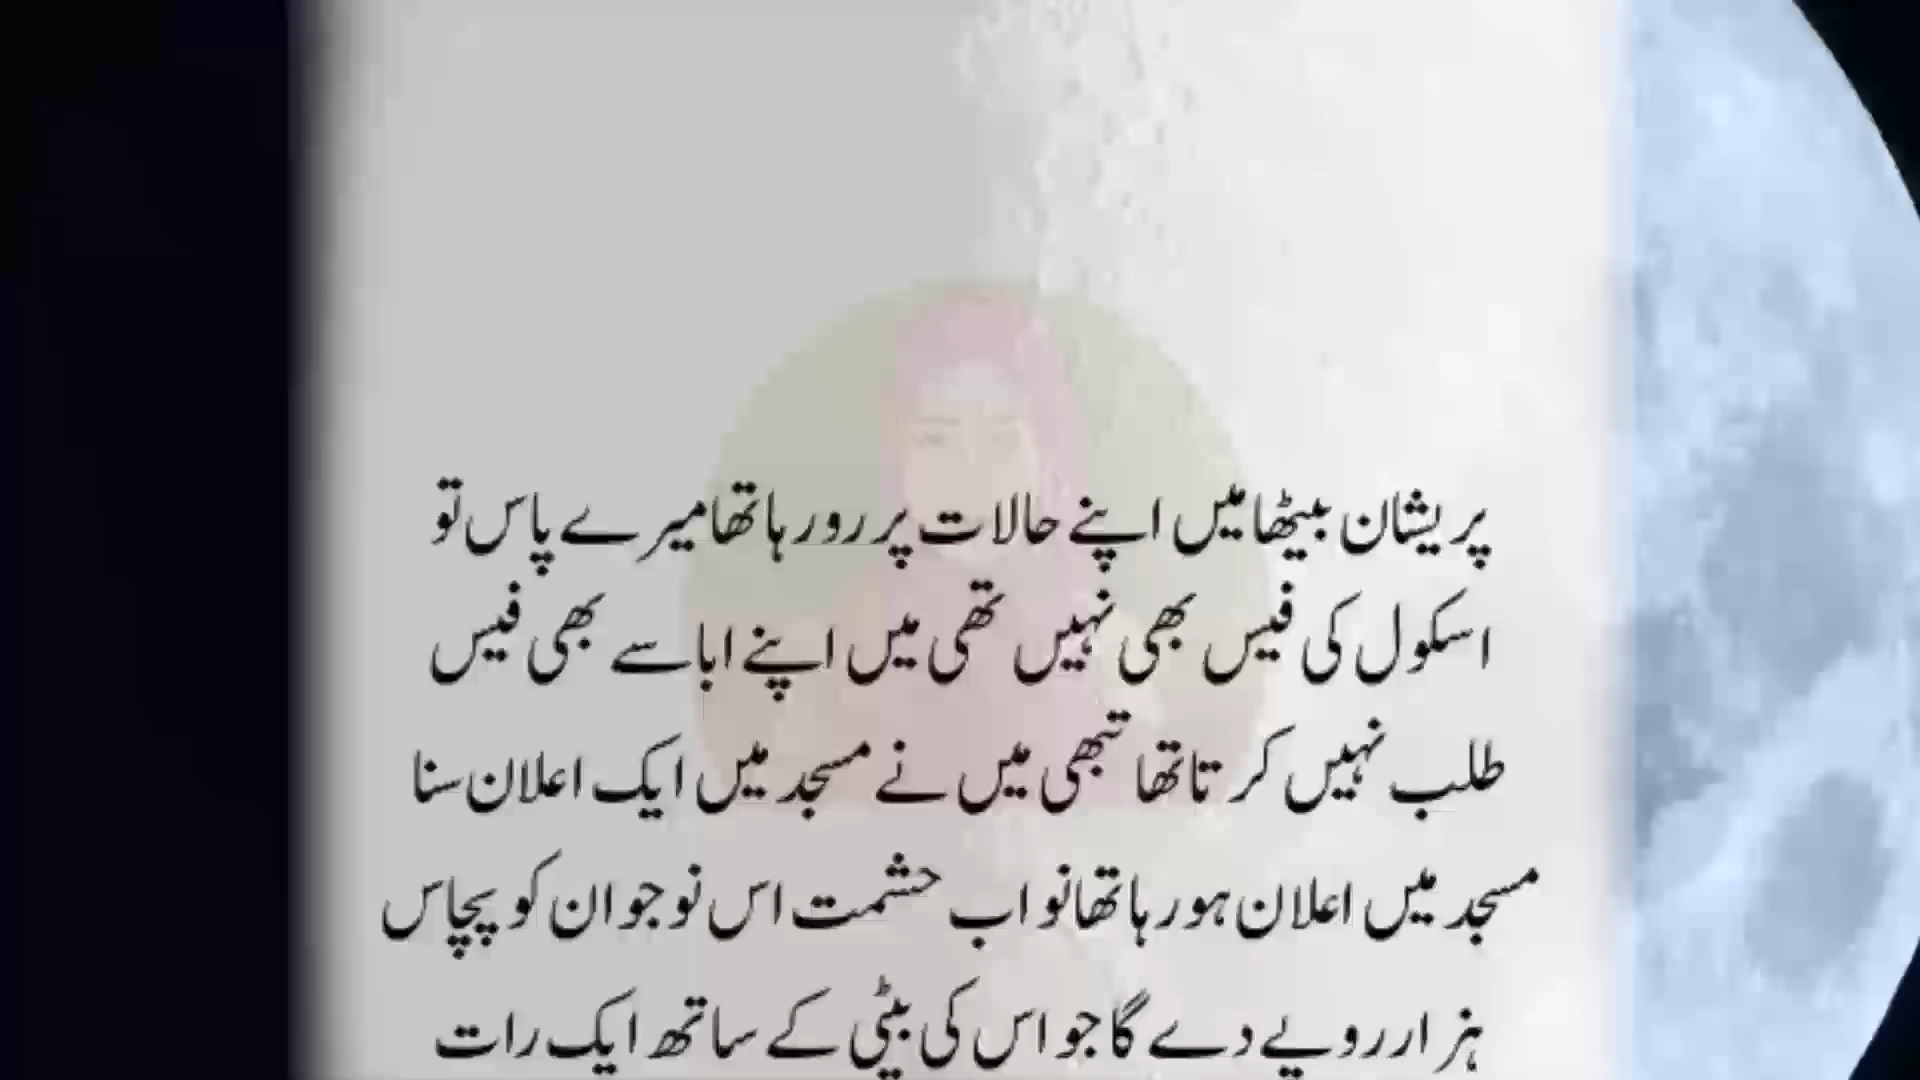 پریشان بیٹھا میں اپنے حالات پر رو رہا تھا میرے پاس تو
اسکول کی فیس بھی نہیں تھی میں اپنے ابا سے بھی فیس
طلب نہیں کرتا تھا تبھی میں نے مسجد میں ایک اعلان سنا
مسجد میں اعلان ہو رہا تھا نواب حشمت اس نوجوان کو پچاس
ہزار روپے دے گا جو اس کی بیٹی کے ساتھ ایک رات